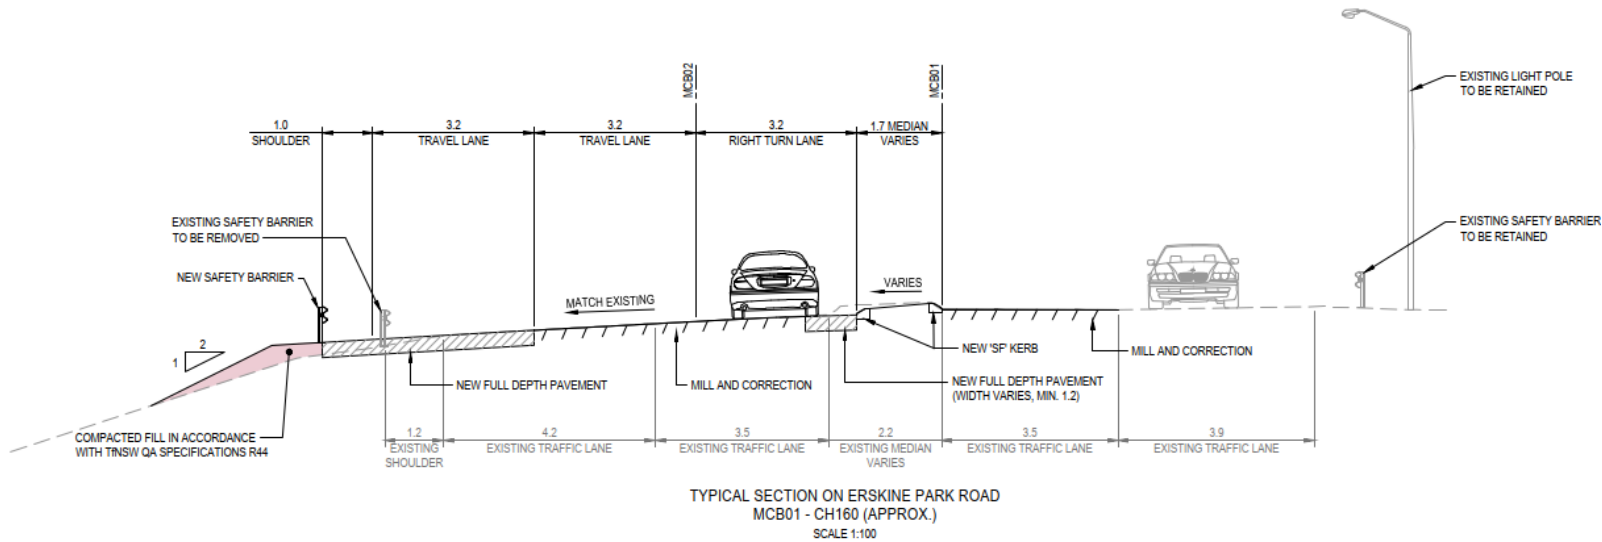 EXISTING LIGHT POLE
TO BE RETAINED
MCB02
MCB01
1.0
SHOULDER
3.2
TRAVEL LANE
3.2
TRAVEL LANE
3.2
RIGHT TURN LANE
1.7 MEDIAN
VARIES
EXISTING SAFETY BARRIER
TO BE REMOVED
EXISTING SAFETY BARRIER
TO BE RETAINED
NEW SAFETY BARRIER
MATCH EXISTING
VARIES
2
1
NEW 'SF' KERB
MILL AND CORRECTION
NEW FULL DEPTH PAVEMENT
MILL AND CORRECTION
NEW FULL DEPTH PAVEMENT
(WIDTH VARIES, MIN. 1.2)
COMPACTED FILL IN ACCORDANCE
WITH TfNSW QA SPECIFICATIONS R44
1.2
EXISTING
SHOULDER
4.2
EXISTING TRAFFIC LANE
3.5
EXISTING TRAFFIC LANE
2.2
EXISTING MEDIAN
VARIES
3.5
EXISTING TRAFFIC LANE
3.9
EXISTING TRAFFIC LANE
TYPICAL SECTION ON ERSKINE PARK ROAD
MCB01 - CH160 (APPROX.)
SCALE 1:100